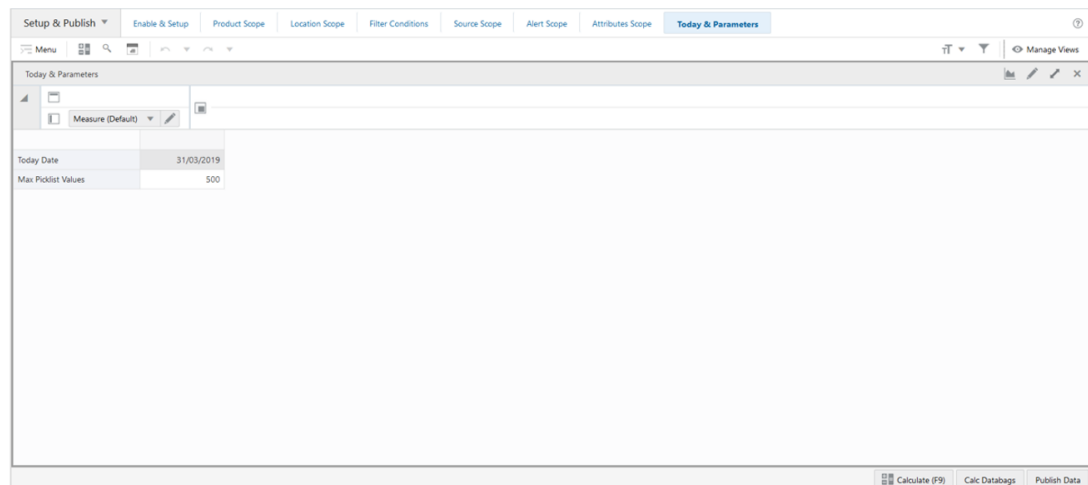 Setup & Publish Enable & Setup Product Scope Location Scope Filter Conditions Source Scope Alert Scope Attributes Scope Today & Parameters
Menu Manage Views
Today & Parameters
Measure (Default)
Today Date 31/03/2019
Max Picklist Values 500
Calculate (F9) Calc Databags Publish Data